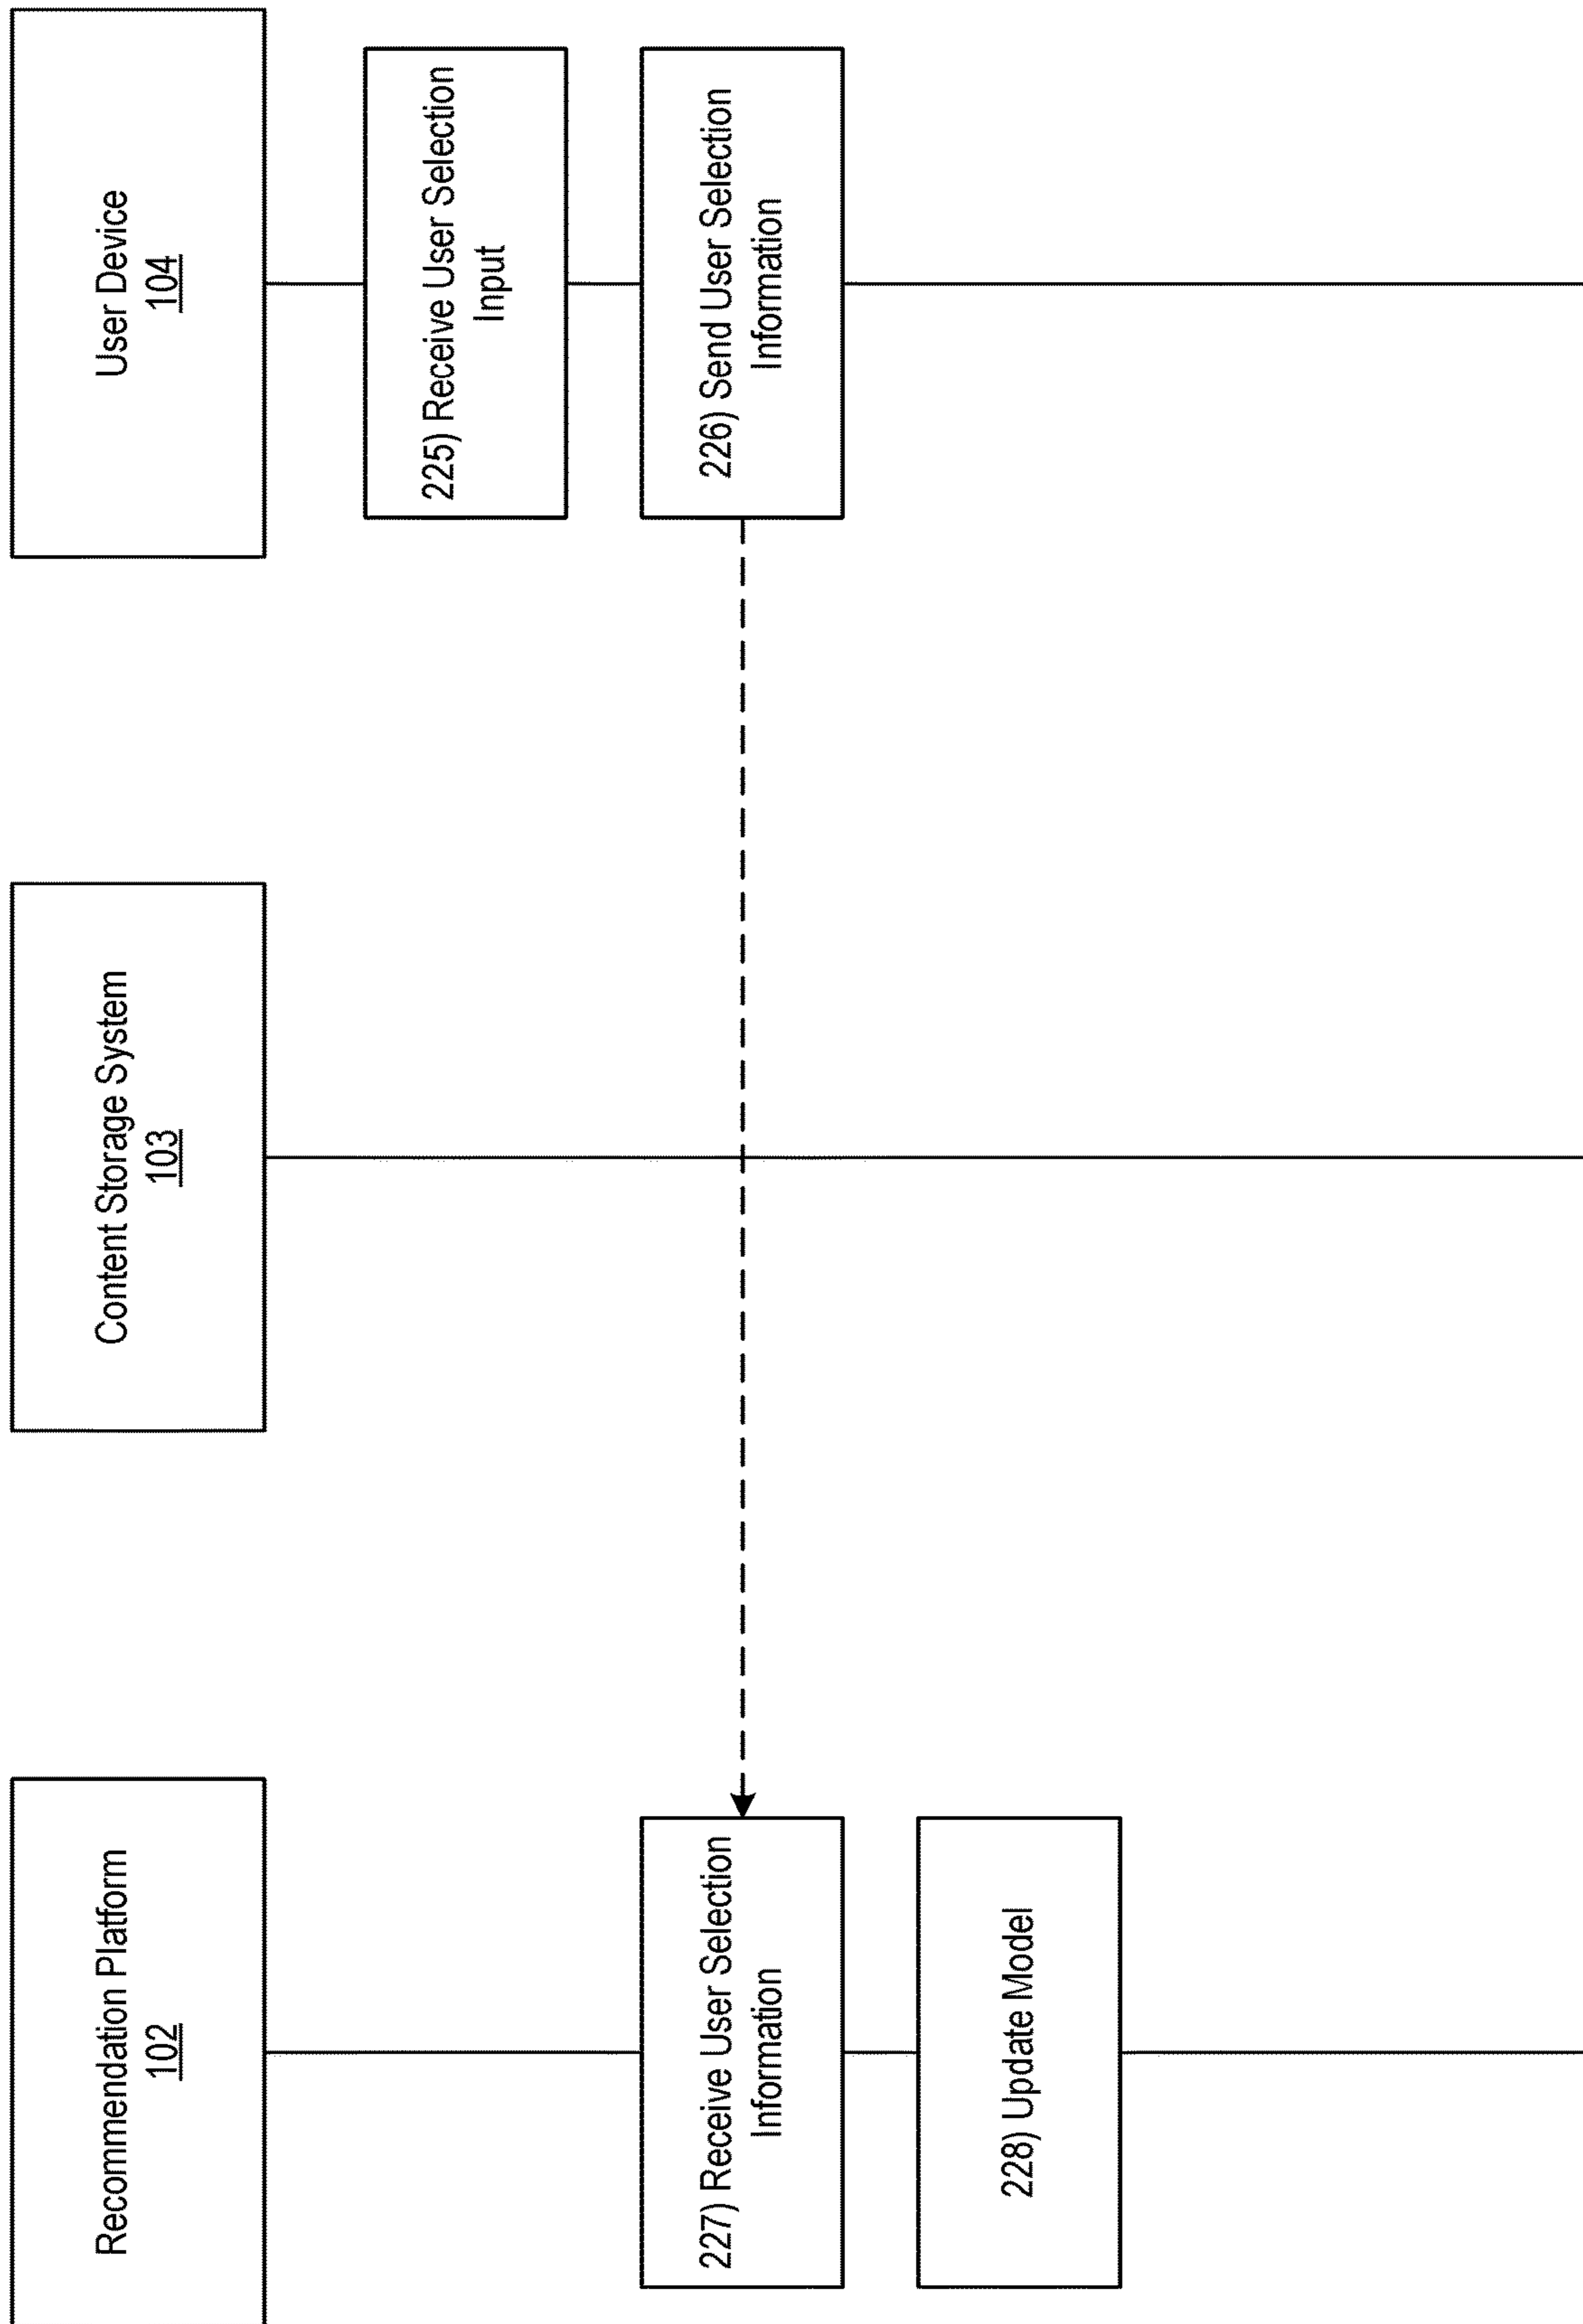 Recommendation Platform
102
Content Storage System
103
User Device
104
225) Receive User Selection
Input
226) Send User Selection
Information
227) Receive User Selection
Information
228) Update Model